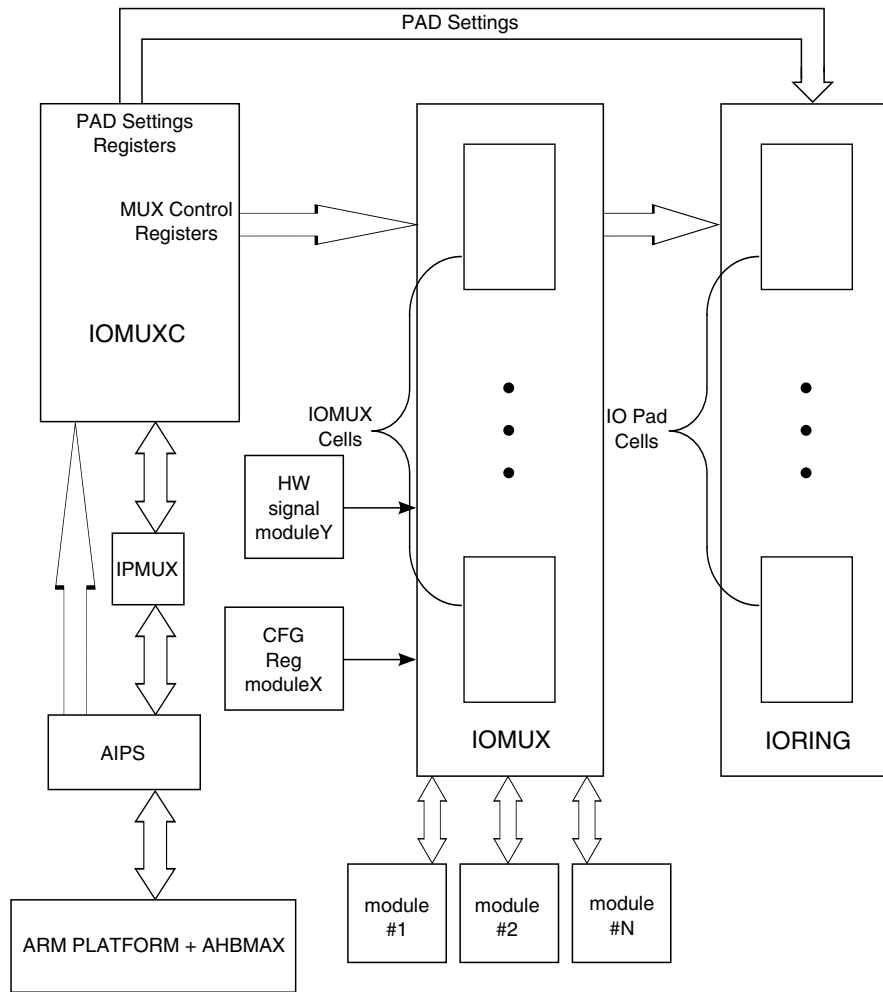 PAD Settings
PAD Settings
Registers
MUX Control
Registers
IOMUXC
IOMUX
Cells
IO Pad
Cells
HW
signal
moduleY
IPMUX
CFG
Reg
moduleX
AIPS
IOMUX
IORING
module
#1
module
#2
module
#N
ARM PLATFORM + AHBMAX